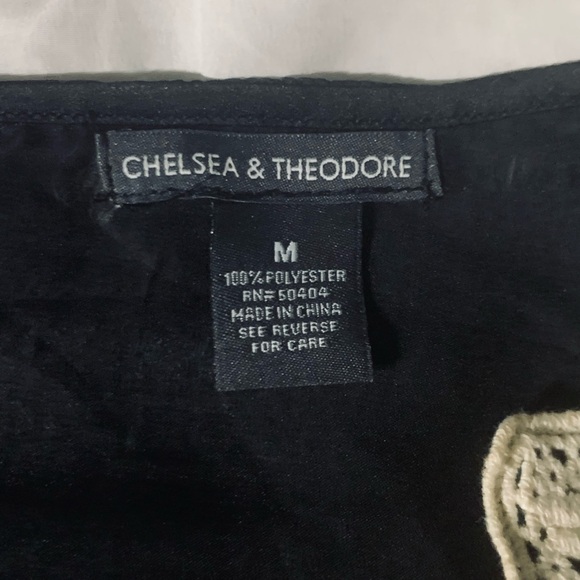 CHELSEA & THEODORE
M
100% POLYESTER
RN# 50404
MADE IN CHINA
SEE REVERSE
FOR CARE